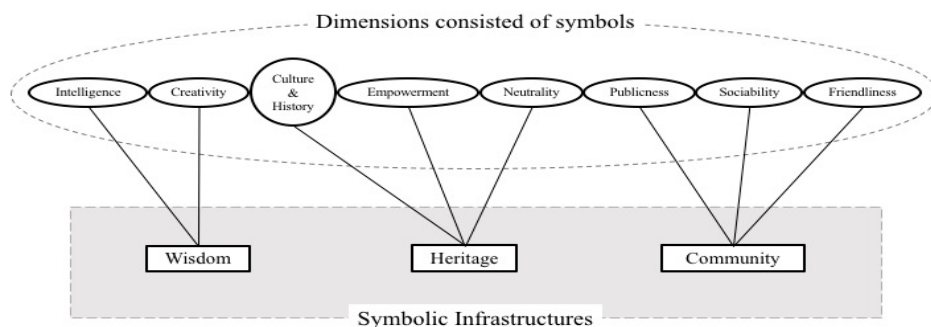 Dimensions consisted of symbols
Intelligence
Creativity
Culture
&
History
Empowerment
Neutrality
Publicness
Sociability
Friendliness
Wisdom
Heritage
Community
Symbolic Infrastructures